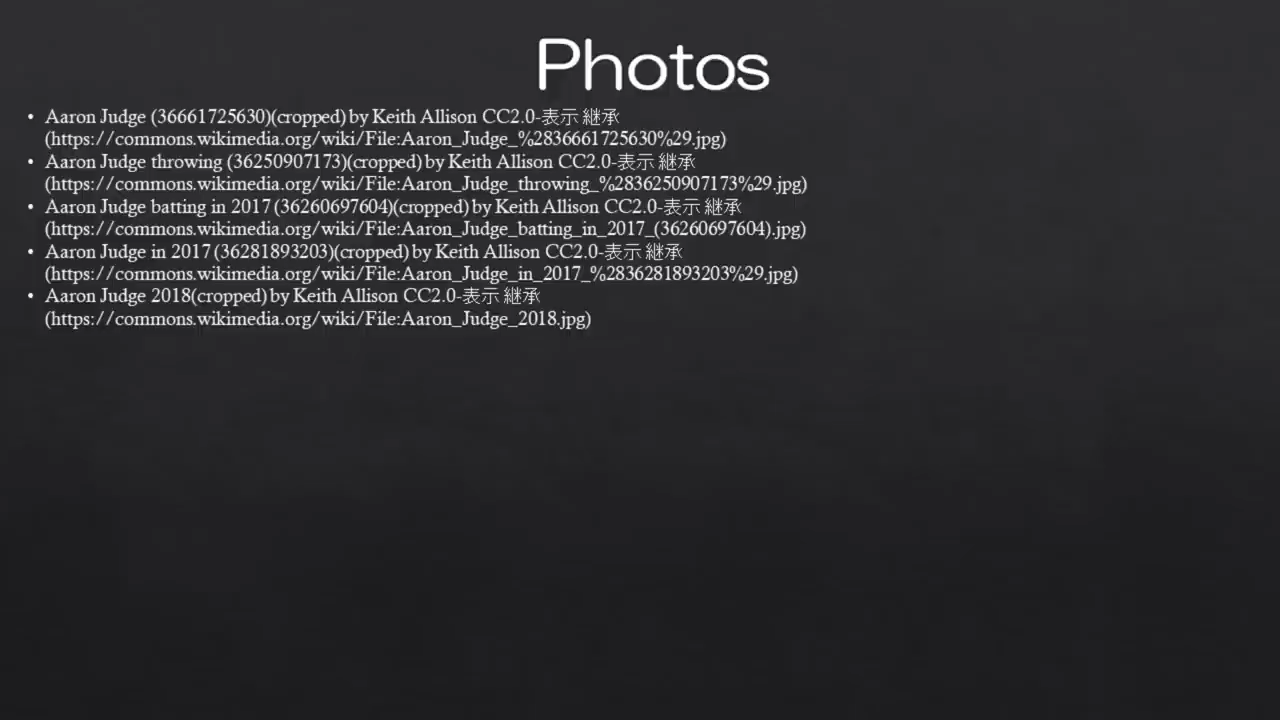 Photos
• Aaron Judge (36661725630)(cropped) by Keith Allison CC2.0-表示 継承
(https://commons.wikimedia.org/wiki/File:Aaron_Judge_%2836661725630%29.jpg)
• Aaron Judge throwing (36250907173)(cropped) by Keith Allison CC2.0-表示 継承
(https://commons.wikimedia.org/wiki/File:Aaron_Judge_throwing_%2836250907173%29.jpg)
• Aaron Judge batting in 2017 (36260697604)(cropped) by Keith Allison CC2.0-表示 継承
(https://commons.wikimedia.org/wiki/File:Aaron_Judge_batting_in_2017_(36260697604).jpg)
• Aaron Judge in 2017 (36281893203)(cropped) by Keith Allison CC2.0-表示 継承
(https://commons.wikimedia.org/wiki/File:Aaron_Judge_in_2017_%2836281893203%29.jpg)
• Aaron Judge 2018(cropped) by Keith Allison CC2.0-表示 継承
(https://commons.wikimedia.org/wiki/File:Aaron_Judge_2018.jpg)